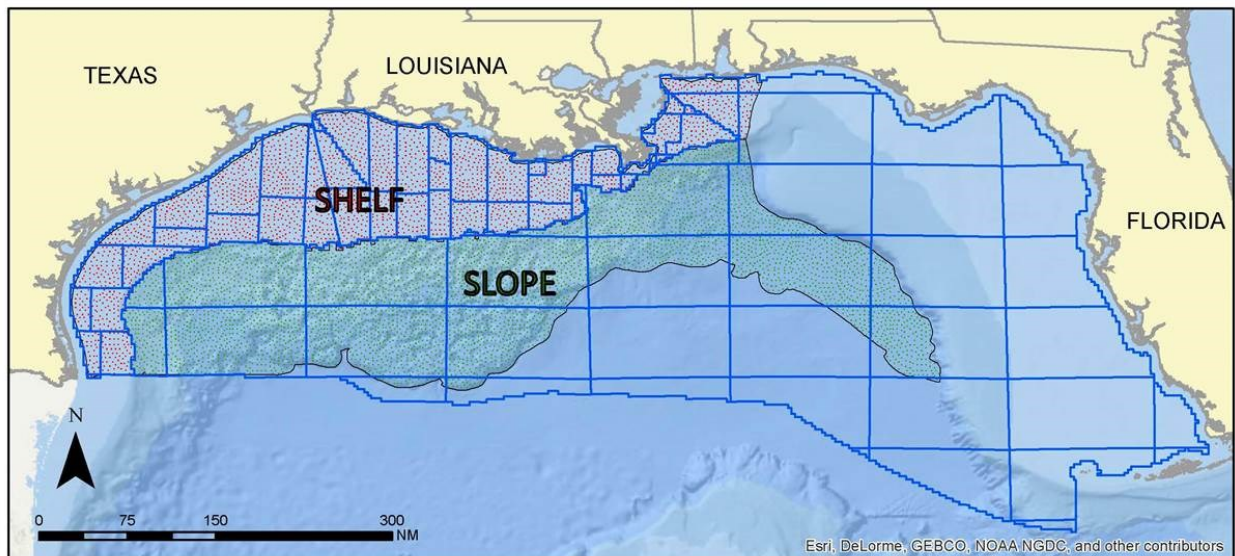 TEXAS
LOUISIANA
SHELF
FLORIDA
SLOPE
N
0 75 150 300
NM
Esri, DeLorme, GEBCO, NOAA NGDC, and other contributors